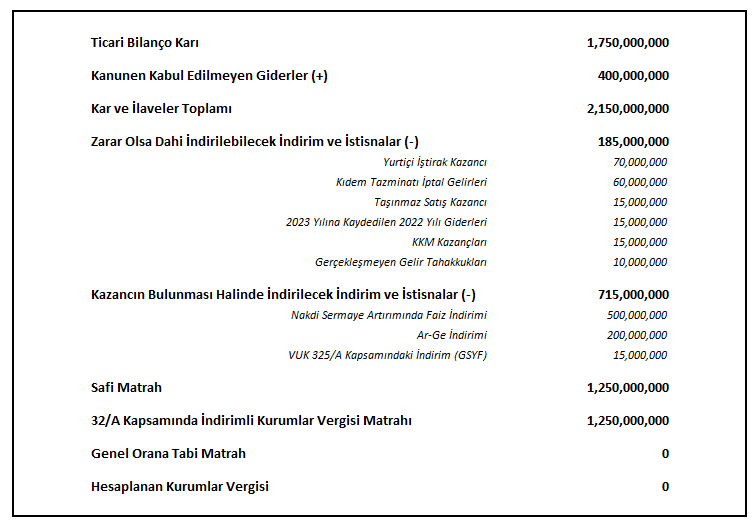 Ticari Bilanço Karı 1,750,000,000
Kanunen Kabul Edilmeyen Giderler (+) 400,000,000
Kar ve İlaveler Toplamı 2,150,000,000
Zarar Olsa Dahi İndirilebilecek İndirim ve İstisnalar (-) 185,000,000
Yurtiçi İştirak Kazancı 70,000,000
Kıdem Tazminatı İptal Gelirleri 60,000,000
Taşınmaz Satış Kazancı 15,000,000
2023 Yılına Kaydedilen 2022 Yılı Giderleri 15,000,000
KKM Kazançları 15,000,000
Gerçekleşmeyen Gelir Tahakkukları 10,000,000
Kazancın Bulunması Halinde İndirilecek İndirim ve İstisnalar (-) 715,000,000
Nakdi Sermaye Artırımında Faiz İndirimi 500,000,000
Ar-Ge İndirimi 200,000,000
VUK 325/A Kapsamındaki İndirim (GSYF) 15,000,000
Safi Matrah 1,250,000,000
32/A Kapsamında İndirimli Kurumlar Vergisi Matrahı 1,250,000,000
Genel Orana Tabi Matrah 0
Hesaplanan Kurumlar Vergisi 0